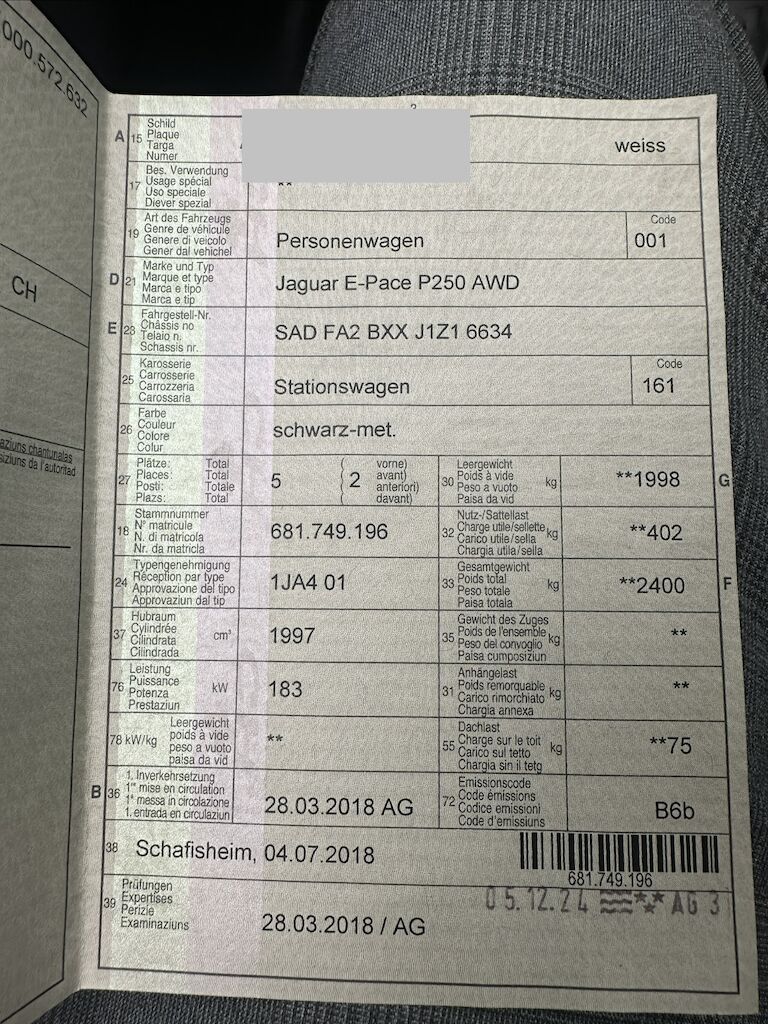 000.572.632
CH
aziuns chantunalas
sizluns da l'autoritad
A 15 Schild
Plaque
Targa
Numer
weiss
17 Bes. Verwendung
Usage spécial
Uso speciale
Diever spezial
**
19 Art des Fahrzeugs
Genre de véhicule
Genere di veicolo
Gener dal vehichel
Personenwagen
Code
001
D 21 Marke und Typ
Marque et type
Marca e tipo
Marca e tip
Jaguar E-Pace P250 AWD
E 23 Fahrgestell-Nr.
Châssis no
Telaio n.
Schassis nr.
SAD FA2 BXX J1Z1 6634
25 Karosserie
Carrosserie
Carrozzeria
Carossaria
Stationswagen
Code
161
26 Farbe
Couleur
Colore
Colur
schwarz-met.
27 Plätze: Total
Places: Total
Posti: Totale
Plazs: Total
5 ( 2 vorne)
avant)
anteriori)
davant)
30 Leergewicht
Poids à vide
Peso a vuoto
Paisa da vid
kg **1998 G
18 Stammnummer
N° matricule
N. di matricola
Nr. da matricla
681.749.196
32 Nutz-/Sattellast
Charge utile/sellette
Carico utile/sella
Chargia utila/sella
kg **402
24 Typengenehmigung
Réception par type
Approvazione del tipo
Approvaziun dal tip
1JA4 01
33 Gesamtgewicht
Poids total
Peso totale
Paisa totala
kg **2400 F
37 Hubraum
Cylindrée
Cilindrata
Cilindrada
cm³ 1997
35 Gewicht des Zuges
Poids de l'ensemble
Peso del convoglio
Paisa cumposiziun
kg **
76 Leistung
Puissance
Potenza
Prestaziun
kW 183
31 Anhängelast
Poids remorquable
Carico rimorchiato
Chargia annexa
kg **
78 kW/kg Leergewicht
poids à vide
peso a vuoto
paisa da vid
**
55 Dachlast
Charge sur le toit
Carico sul tetto
Chargia sin il tetg
kg **75
B 36 1. Inverkehrsetzung
1re mise en circulation
1a messa in circolazione
1. entrada en circulaziun
28.03.2018 AG
72 Emissionscode
Code émissions
Codice emissioni
Code d'emissiuns
B6b
38 Schafisheim, 04.07.2018
681.749.196
39 Prüfungen
Expertises
Perizie
Examinaziuns
05.12.24 AG 3
28.03.2018 / AG